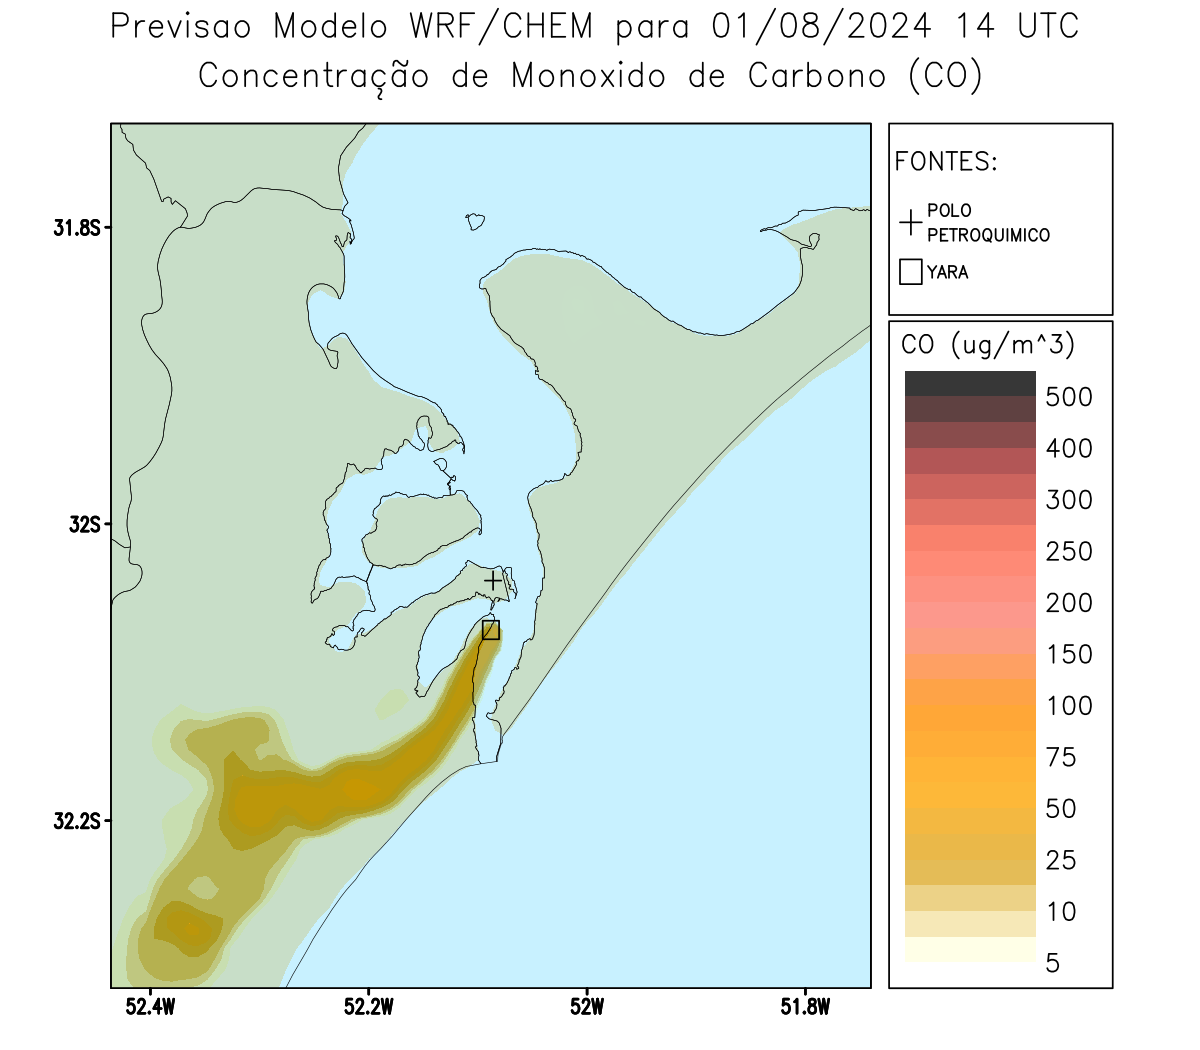 Previsao Modelo WRF/CHEM para 01/08/2024 14 UTC
Concentração de Monoxido de Carbono (CO)
FONTES:
POLO
PETROQUIMICO
YARA
CO (ug/m^3)
500
400
300
250
200
150
100
75
50
25
10
5
31.8S
32S
32.2S
52.4W
52.2W
52W
51.8W